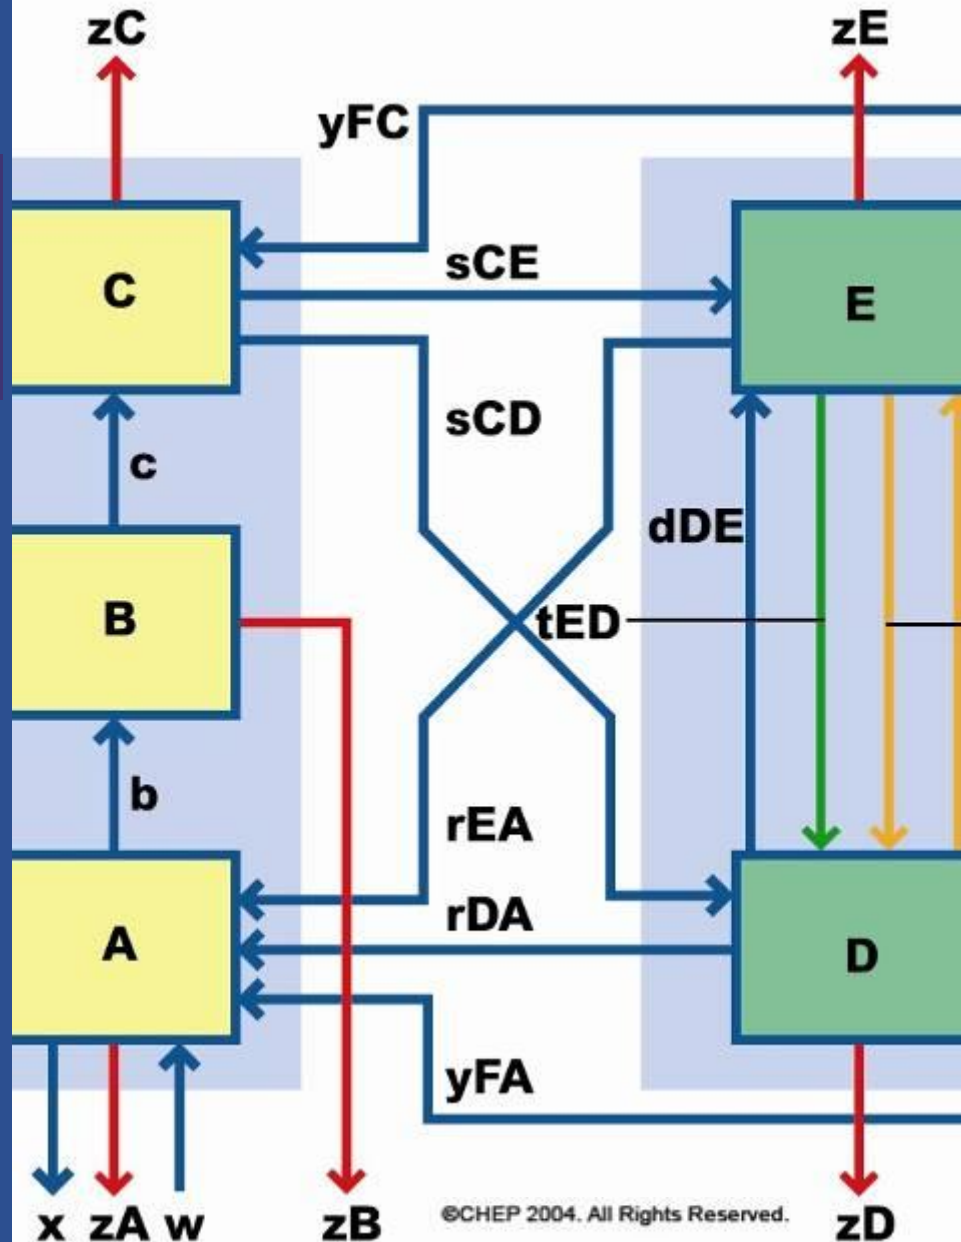 zC
zE
yFC
sCE
C
E
sCD
c
dDE
B
tED
b
rEA
rDA
A
D
yFA
x zA w
zB
©CHEP 2004. All Rights Reserved.
zD